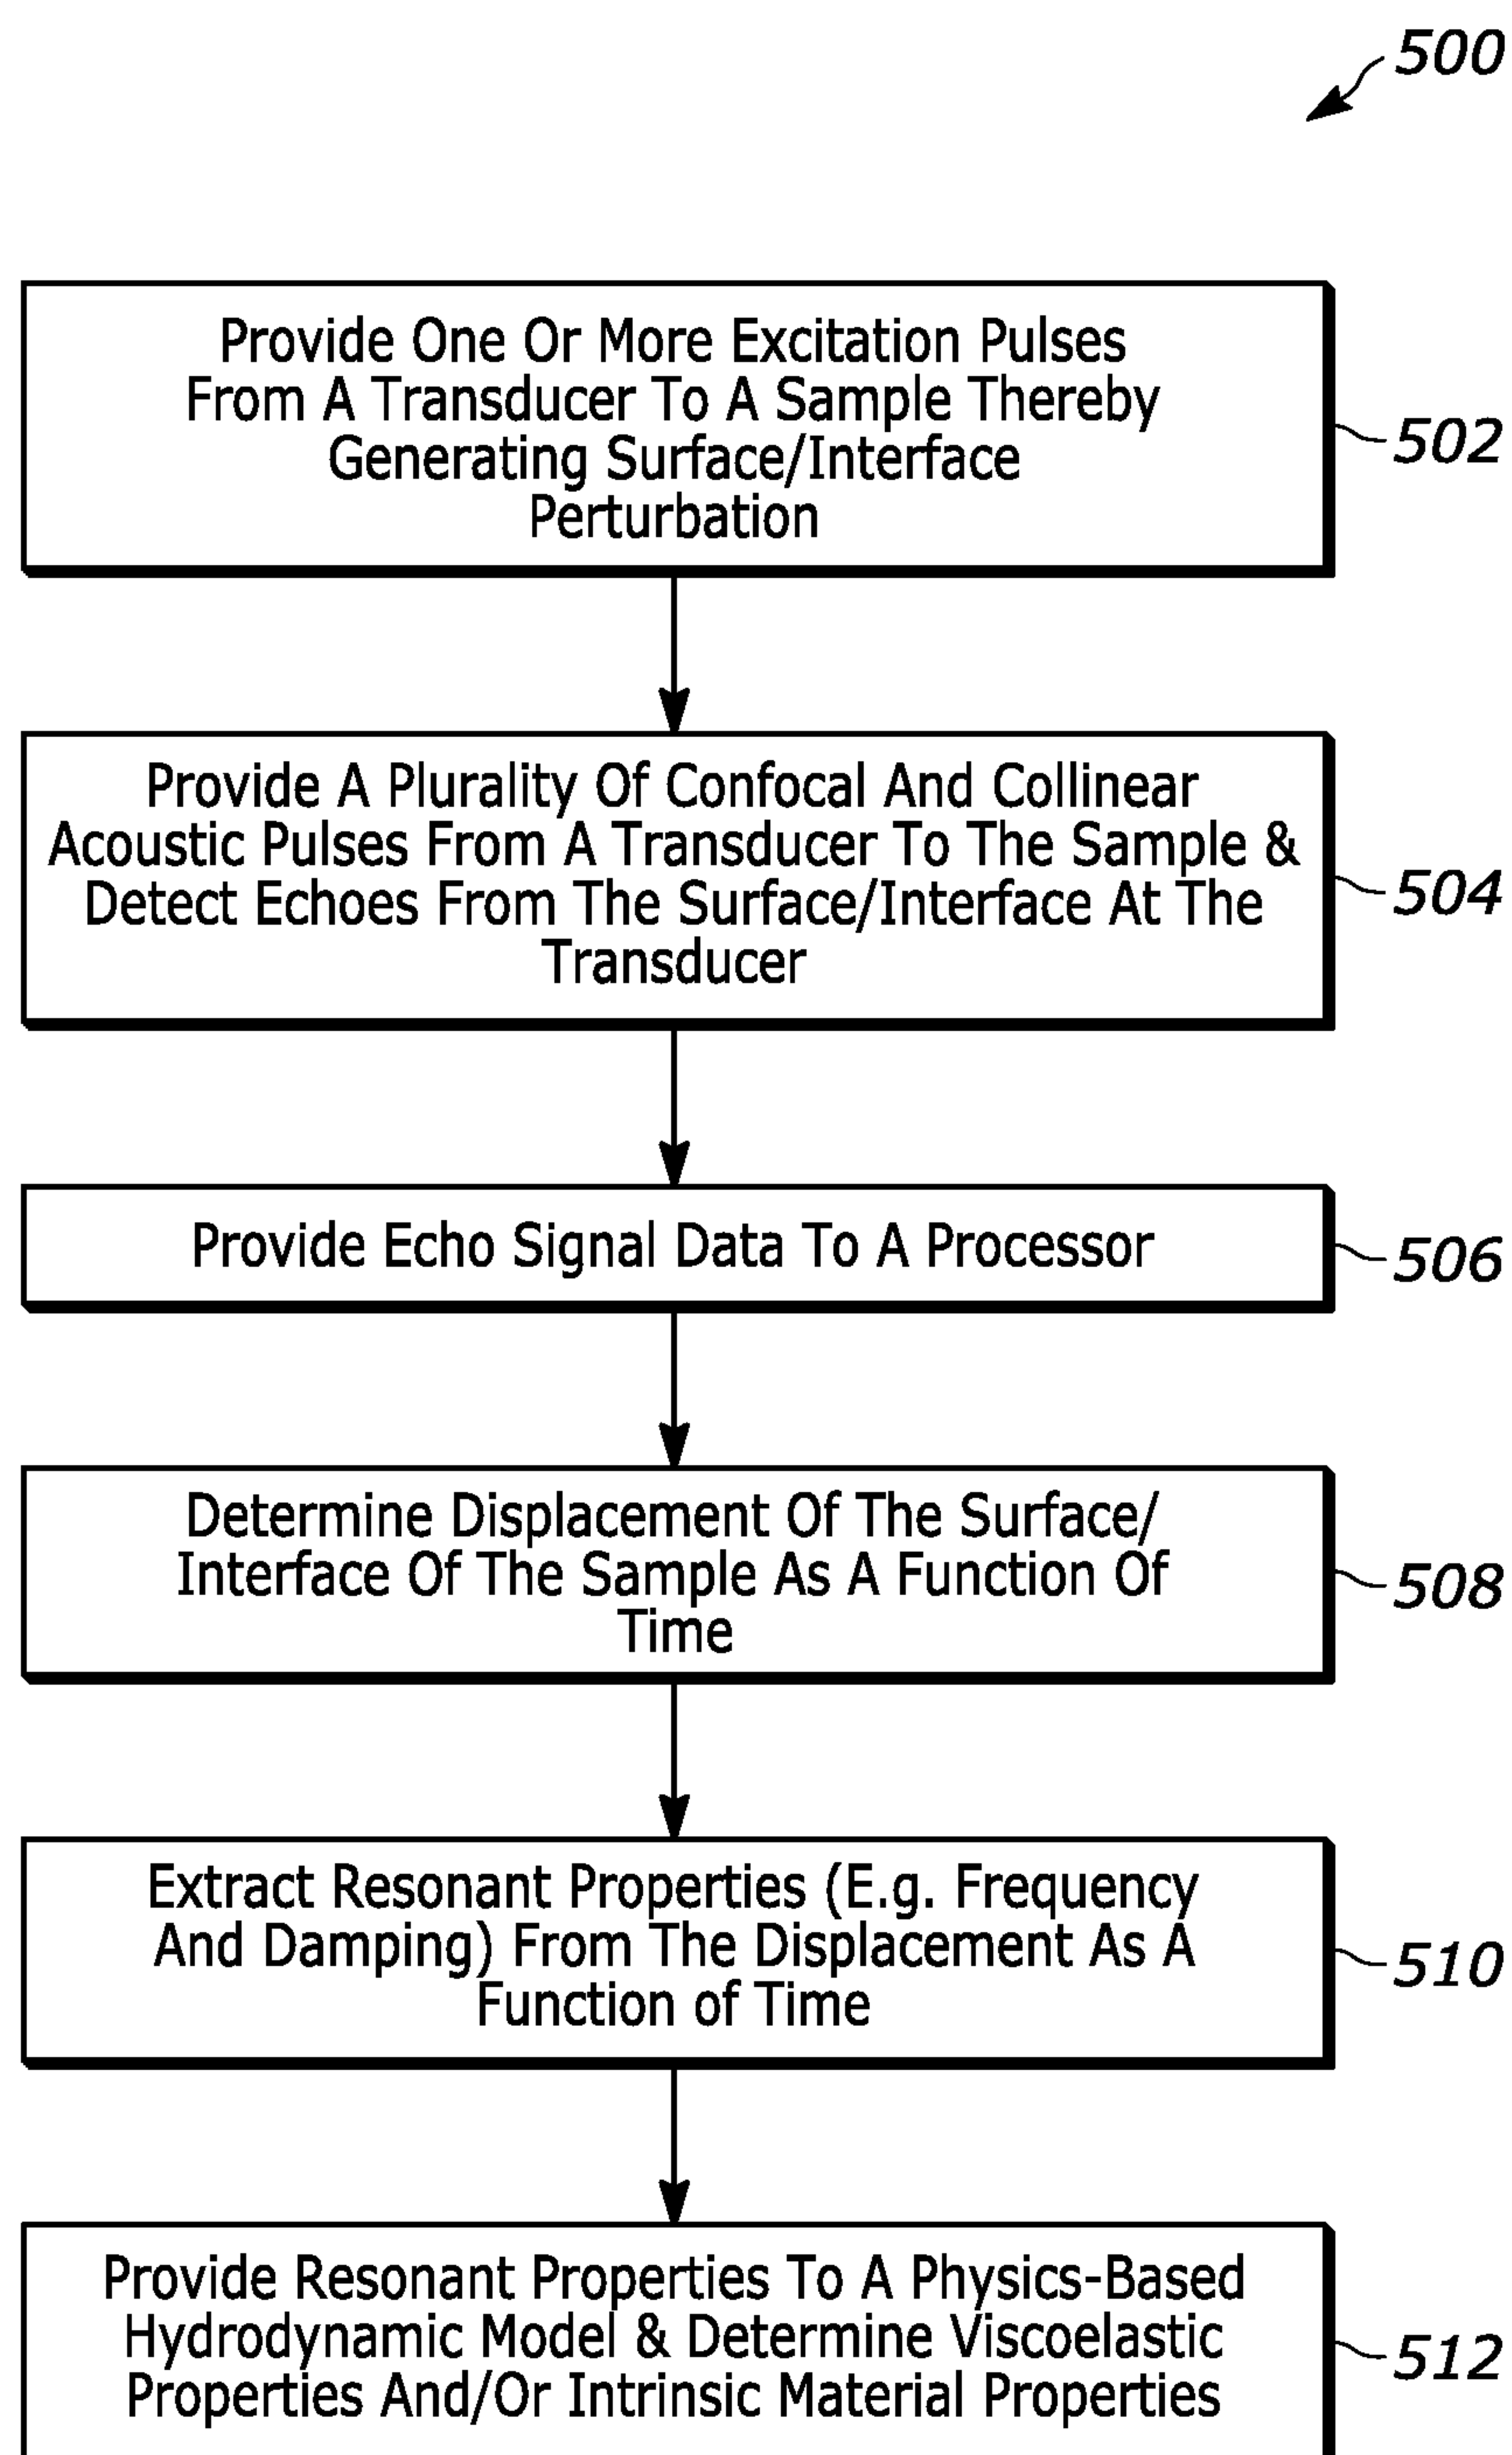 500
Provide One Or More Excitation Pulses
From A Transducer To A Sample Thereby
Generating Surface/Interface
Perturbation
502
Provide A Plurality Of Confocal And Collinear
Acoustic Pulses From A Transducer To The Sample &
Detect Echoes From The Surface/Interface At The
Transducer
504
Provide Echo Signal Data To A Processor
506
Determine Displacement Of The Surface/
Interface Of The Sample As A Function Of
Time
508
Extract Resonant Properties (E.g. Frequency
And Damping) From The Displacement As A
Function of Time
510
Provide Resonant Properties To A Physics-Based
Hydrodynamic Model & Determine Viscoelastic
Properties And/Or Intrinsic Material Properties
512